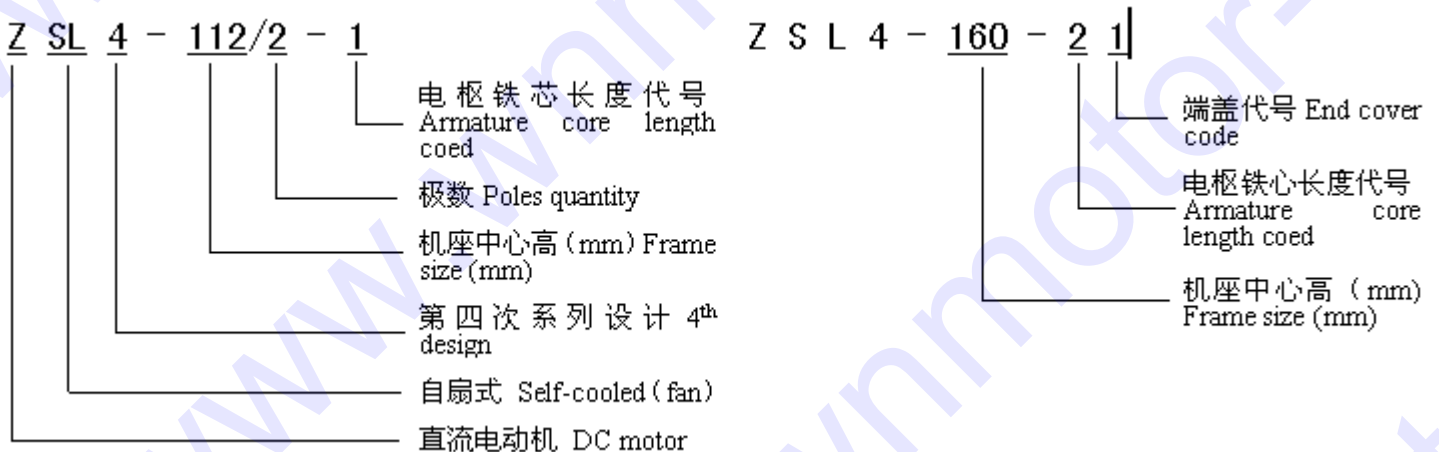 Z SL 4 - 112/2 - 1
电枢铁芯长度代号
Armature core length
coed
极数 Poles quantity
机座中心高(mm) Frame
size (mm)
第四次系列设计 4th
design
自扇式 Self-cooled(fan)
直流电动机 DC motor
Z S L 4 - 160 - 2 1
端盖代号 End cover
code
电枢铁心长度代号
Armature core
length coed
机座中心高 (mm)
Frame size (mm)